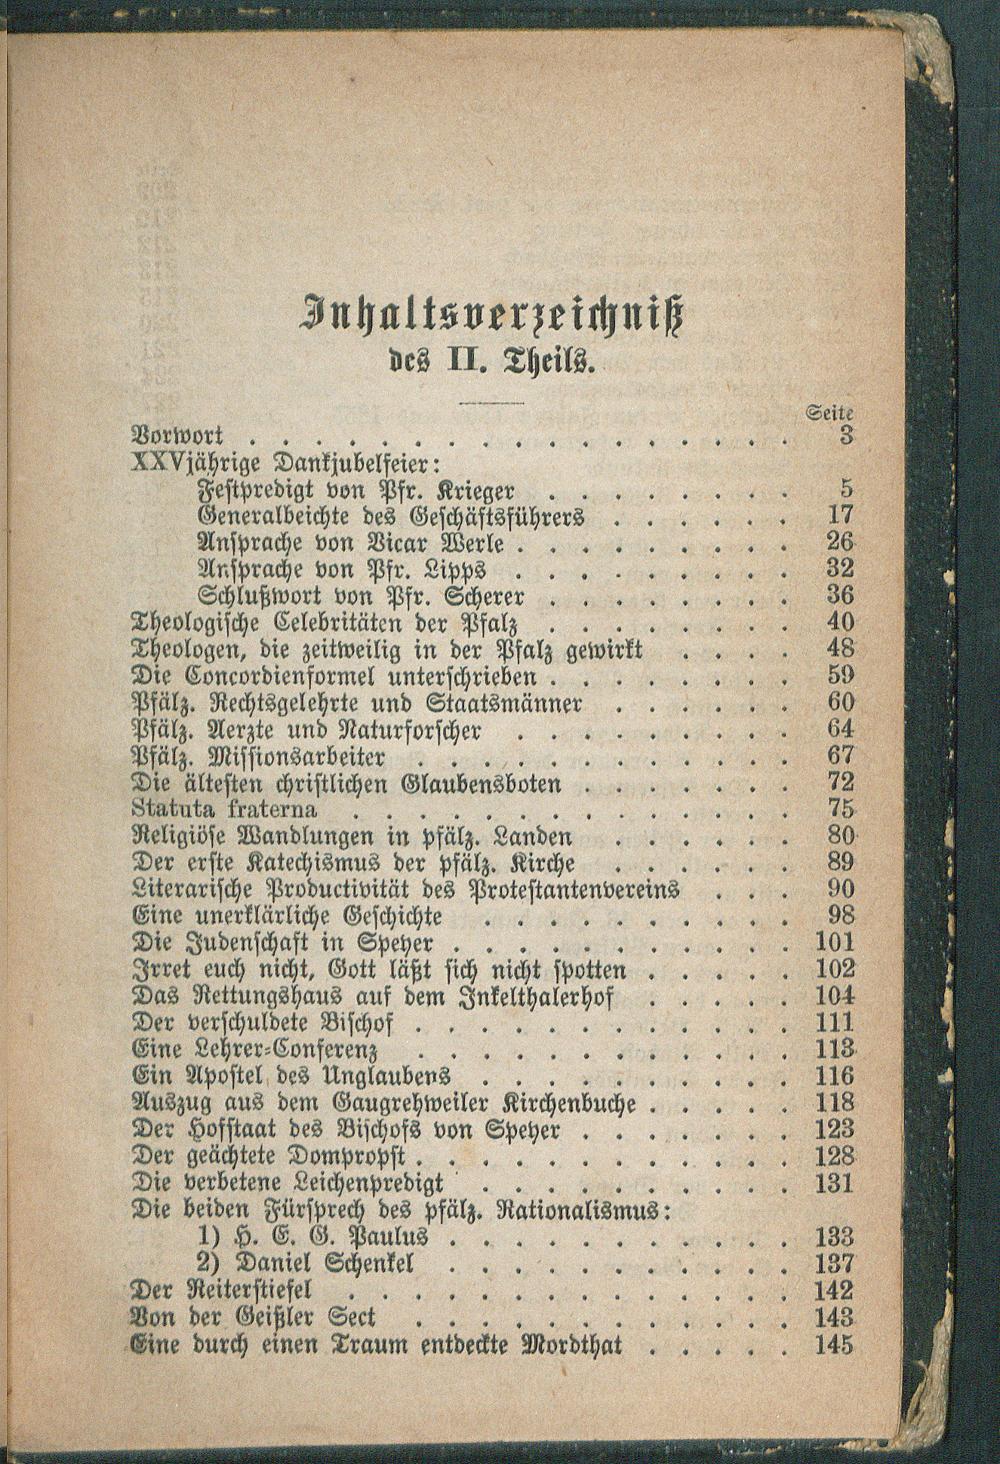 Inhaltsverzeichniß
des II. Theils.
Seite
Vorwort . . . . . . . . . . . . . . . . . 3
XXVjährige Dankjubelfeier:
Festpredigt von Pfr. Krieger . . . . . . . . 5
Generalbeichte des Geschäftsführers . . . . . . 17
Ansprache von Vicar Werle . . . . . . . . . 26
Ansprache von Pfr. Lipps . . . . . . . . . 32
Schlußwort von Pfr. Scherer . . . . . . . . 36
Theologische Celebritäten der Pfalz . . . . . . . . 40
Theologen, die zeitweilig in der Pfalz gewirkt . . . . 48
Die Concordienformel unterschrieben . . . . . . . . 59
Pfälz. Rechtsgelehrte und Staatsmänner . . . . . . 60
Pfälz. Aerzte und Naturforscher . . . . . . . . . 64
Pfälz. Missionsarbeiter . . . . . . . . . . . . 67
Die ältesten christlichen Glaubensboten . . . . . . . 72
Statuta fraterna . . . . . . . . . . . . . . 75
Religiöse Wandlungen in pfälz. Landen . . . . . . 80
Der erste Katechismus der pfälz. Kirche . . . . . . 89
Literarische Productivität des Protestantenvereins . . . 90
Eine unerklärliche Geschichte . . . . . . . . . . 98
Die Judenschaft in Speyer . . . . . . . . . . . 101
Irret euch nicht, Gott läßt sich nicht spotten . . . . . 102
Das Rettungshaus auf dem Inkelthalerhof . . . . . 104
Der verschuldete Bischof . . . . . . . . . . . . 111
Eine Lehrer-Conferenz . . . . . . . . . . . . 113
Ein Apostel des Unglaubens . . . . . . . . . . 116
Auszug aus dem Gaugrehweiler Kirchenbuche . . . . . 118
Der Hofstaat des Bischofs von Speyer . . . . . . . 123
Der geächtete Dompropst . . . . . . . . . . . . 128
Die verbetene Leichenpredigt . . . . . . . . . . 131
Die beiden Fürsprech des pfälz. Rationalismus:
1) H. E. G. Paulus . . . . . . . . . . . 133
2) Daniel Schenkel . . . . . . . . . . . 137
Der Reiterstiefel . . . . . . . . . . . . . . 142
Von der Geißler Sect . . . . . . . . . . . . 143
Eine durch einen Traum entdeckte Mordthat . . . . . 145